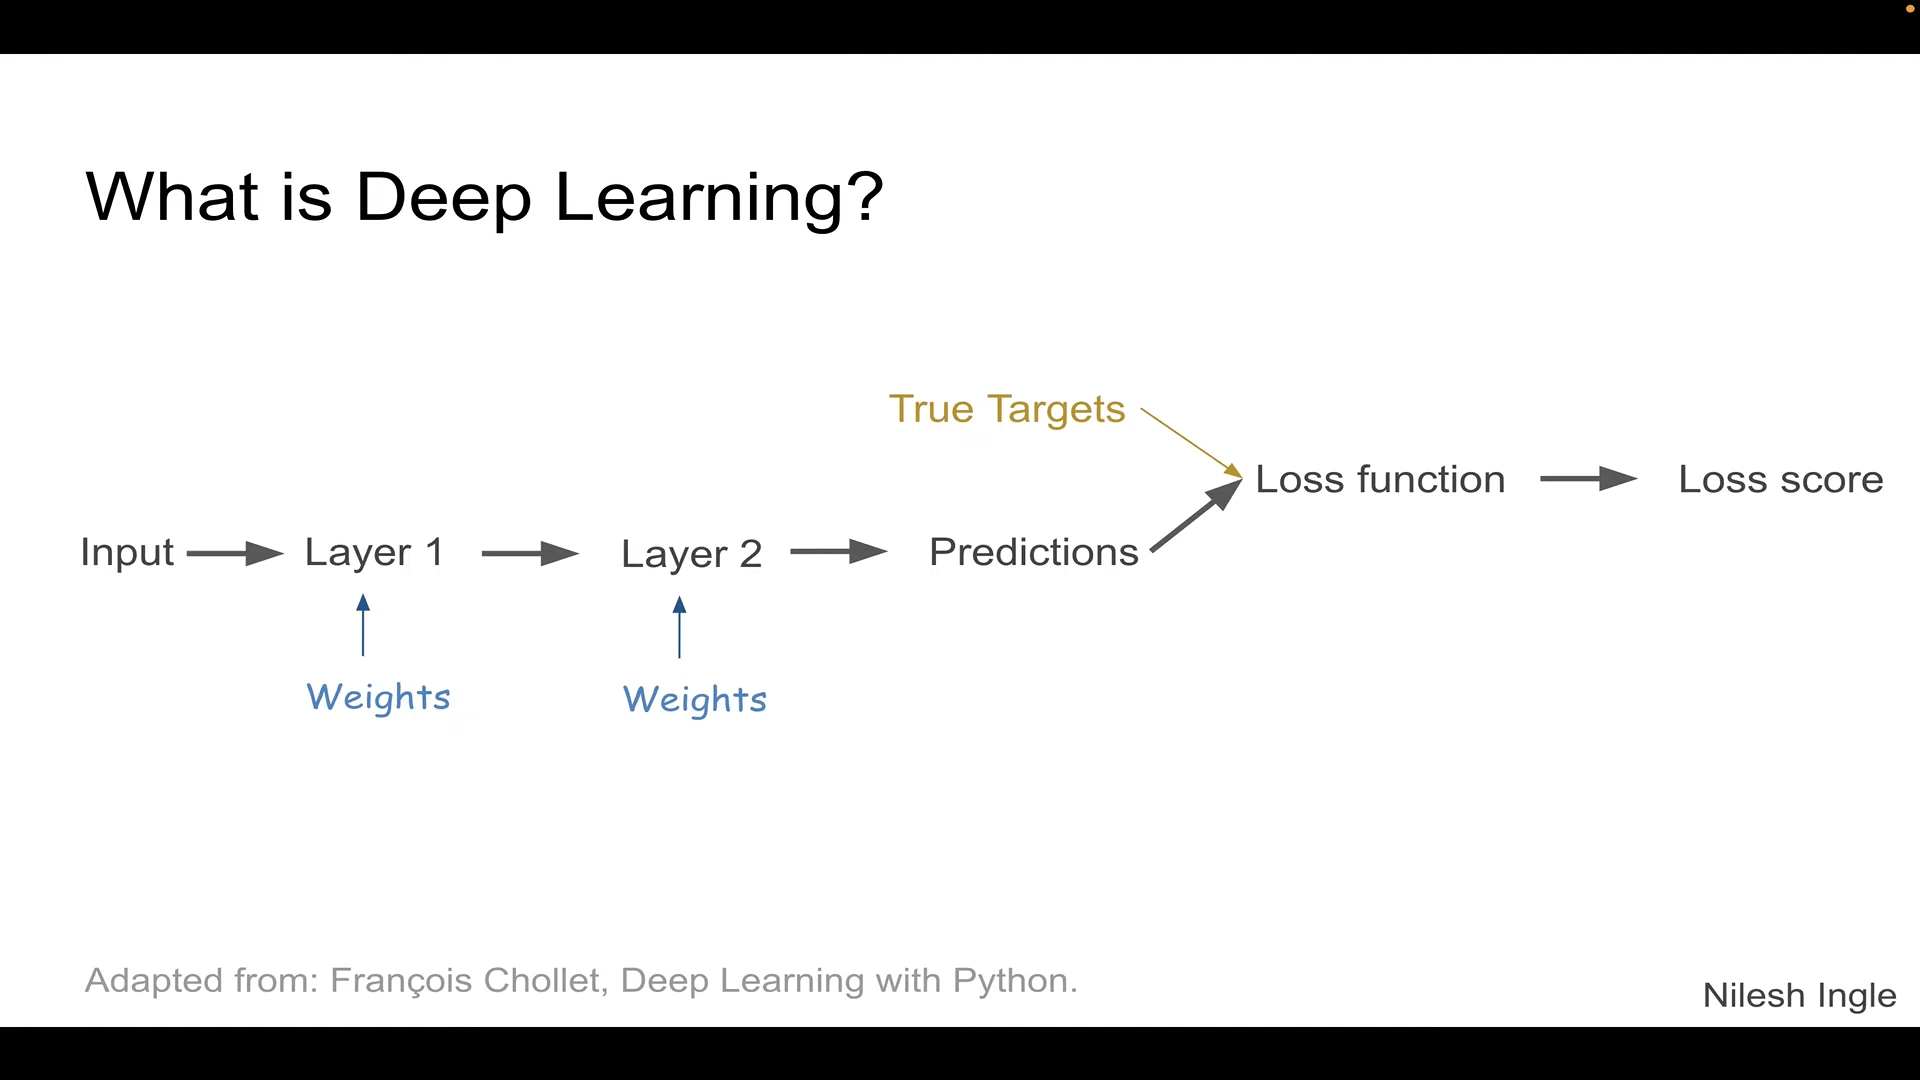 What is Deep Learning?
True Targets
Loss function
Loss score
Input
Layer 1
Layer 2
Predictions
Weights
Weights
Adapted from: François Chollet, Deep Learning with Python.
Nilesh Ingle